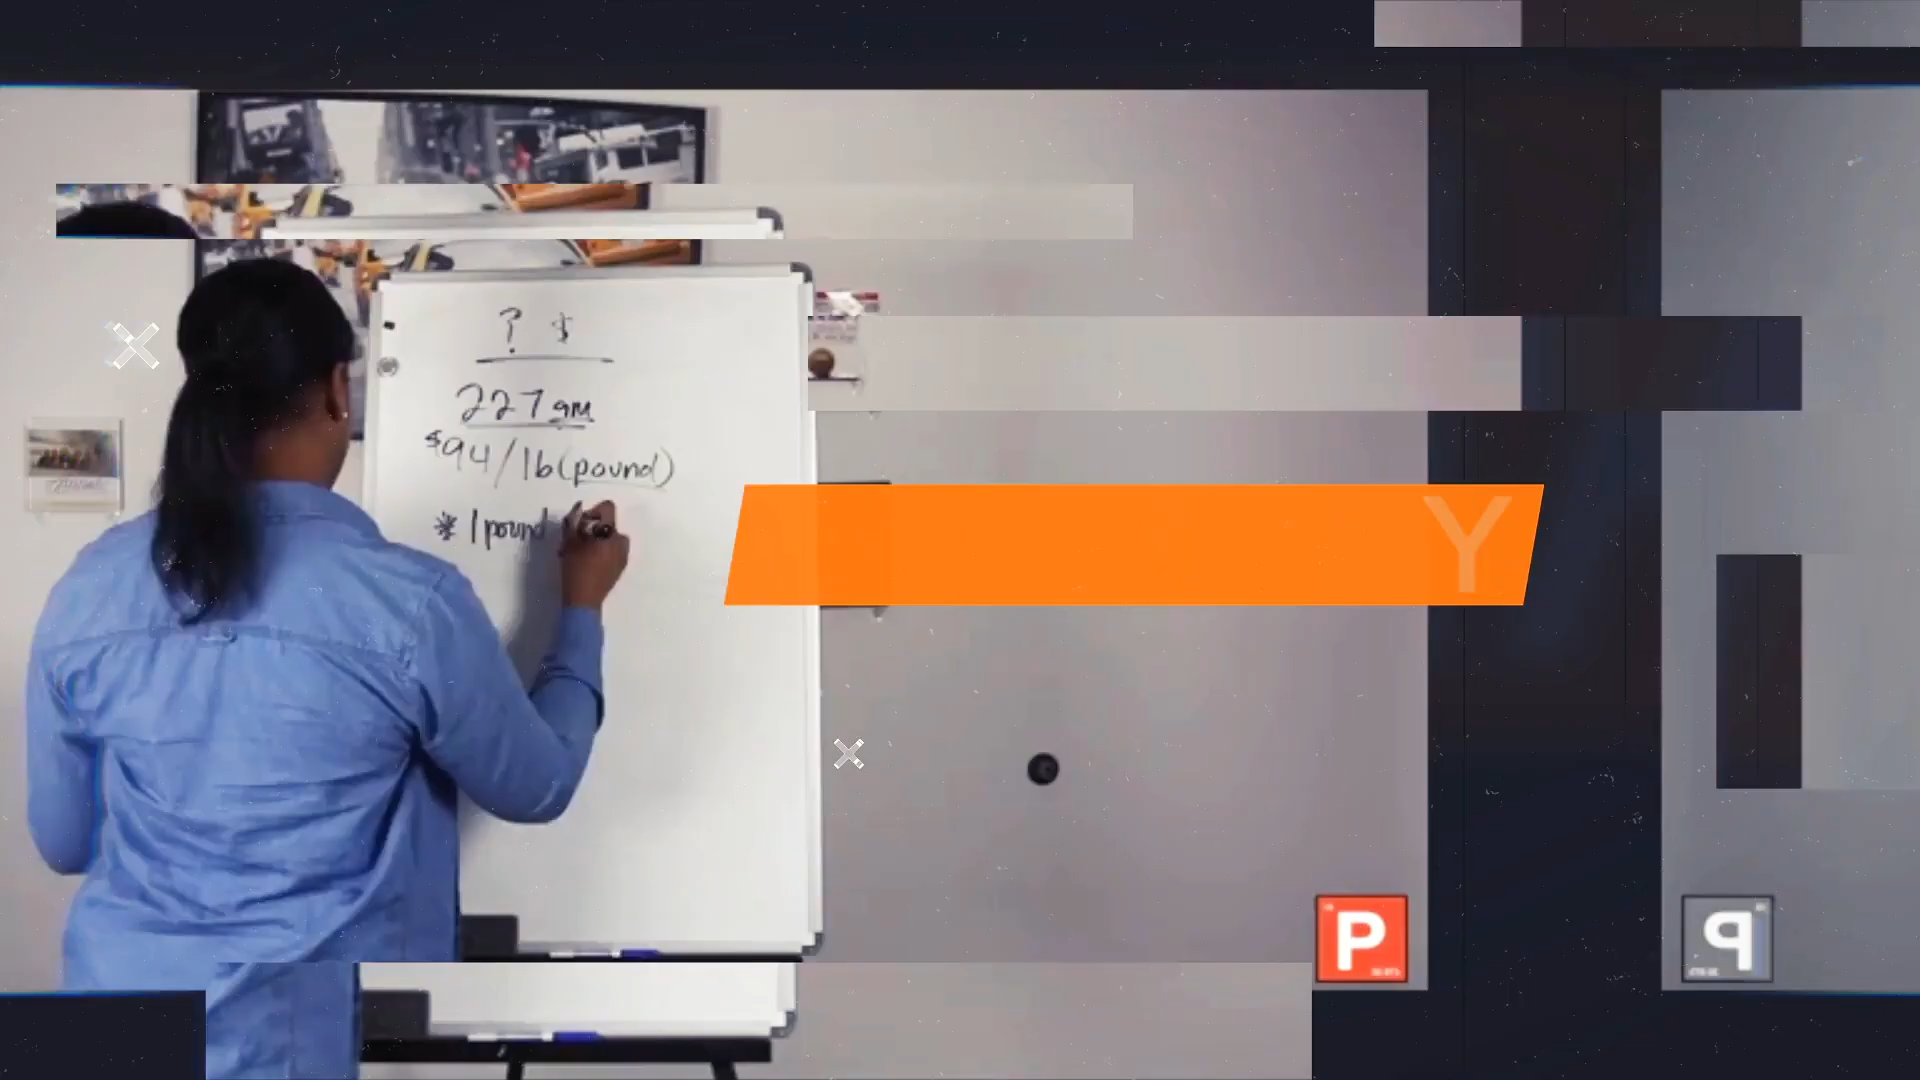 ? $
227 gm
$94/lb (pound)
* 1 pound
Y
P